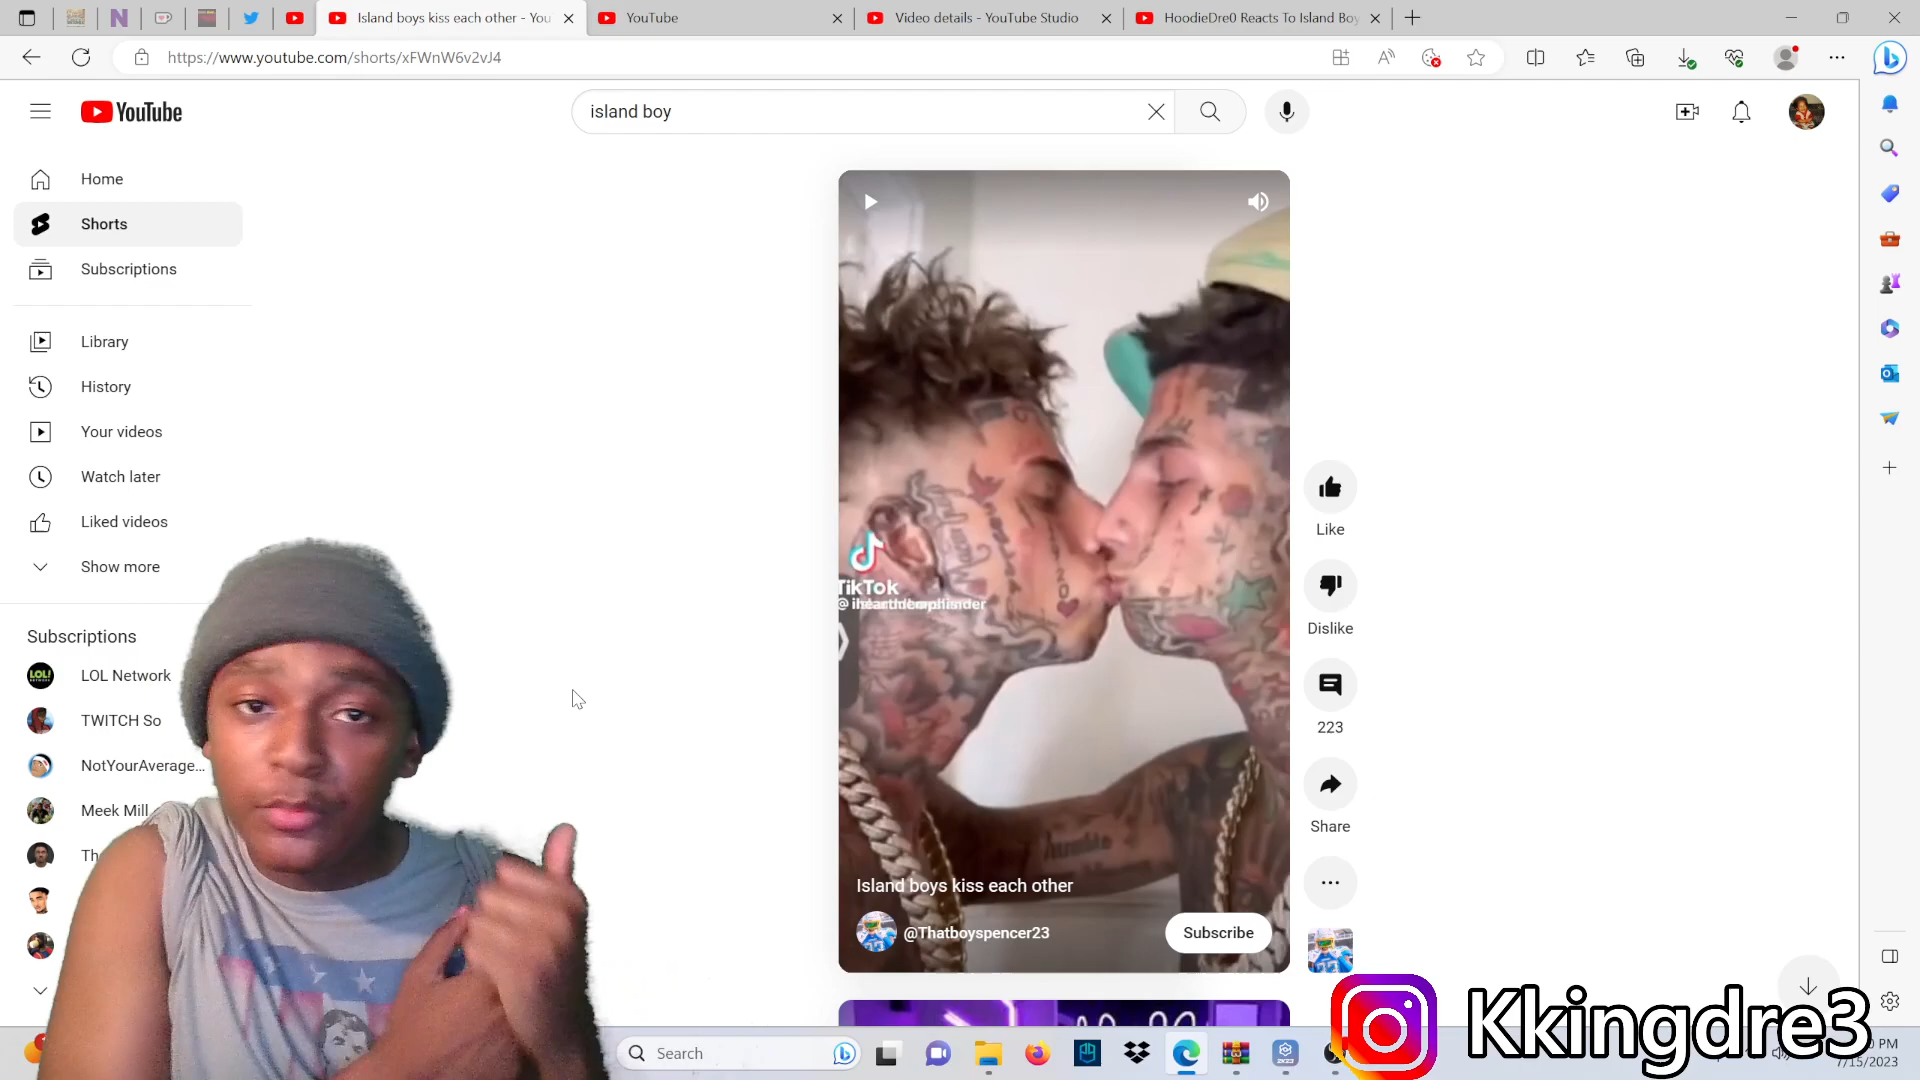 Island boys kiss each other - You
YouTube
Video details - YouTube Studio
HoodieDre0 Reacts To Island Boy
https://www.youtube.com/shorts/xFWnW6v2vJ4
YouTube
island boy
Home
Shorts
Subscriptions
Library
History
Your videos
Watch later
Liked videos
Show more
Subscriptions
LOL Network
TWITCH So
NotYourAverage...
Meek Mill
TikTok
Island boys kiss each other
@Thatboyspencer23
Subscribe
Like
Dislike
223
Share
Search
Kkingdre3
PM
7/15/2023